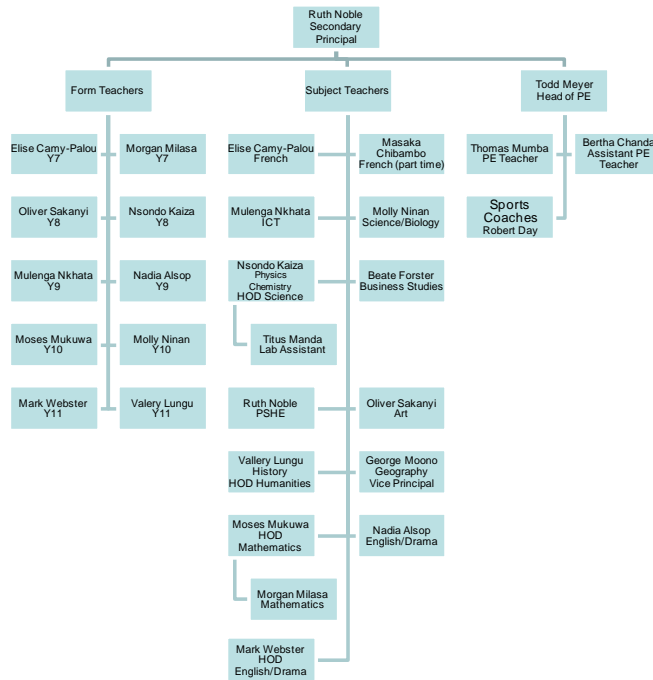 Ruth Noble
Secondary
Principal
Form Teachers
Subject Teachers
Todd Meyer
Head of PE
Elise Camy-Palou
Y7
Morgan Milasa
Y7
Elise Camy-Palou
French
Masaka
Chibambo
French (part time)
Thomas Mumba
PE Teacher
Bertha Chanda
Assistant PE
Teacher
Oliver Sakanyi
Y8
Nsondo Kaiza
Y8
Mulenga Nkhata
ICT
Molly Ninan
Science/Biology
Sports
Coaches
Robert Day
Mulenga Nkhata
Y9
Nadia Alsop
Y9
Nsondo Kaiza
Physics
Chemistry
HOD Science
Beate Forster
Business Studies
Moses Mukuwa
Y10
Molly Ninan
Y10
Titus Manda
Lab Assistant
Mark Webster
Y11
Valery Lungu
Y11
Ruth Noble
PSHE
Oliver Sakanyi
Art
Vallery Lungu
History
HOD Humanities
George Moono
Geography
Vice Principal
Moses Mukuwa
HOD
Mathematics
Nadia Alsop
English/Drama
Morgan Milasa
Mathematics
Mark Webster
HOD
English/Drama